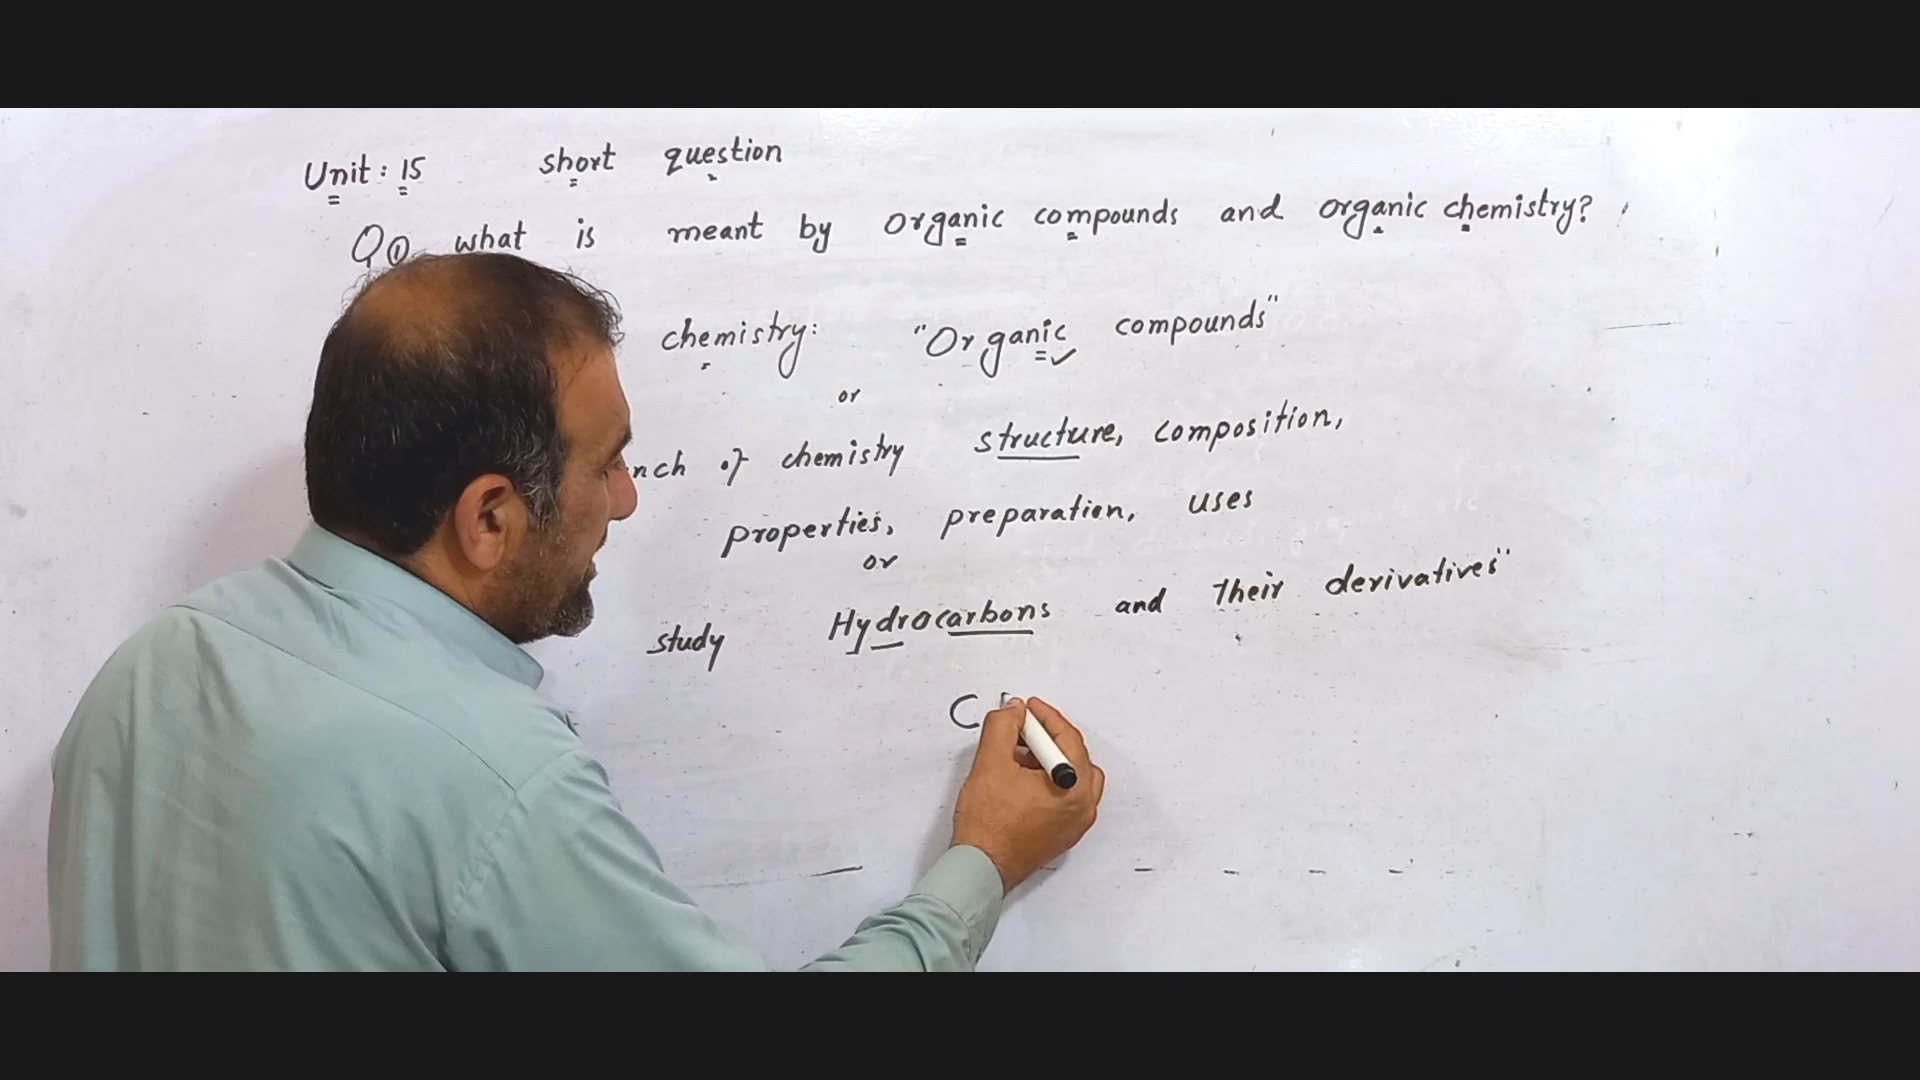 Unit: 15 short question
Q① what is meant by organic compounds and organic chemistry?
chemistry: "Organic compounds"
or
nch of chemistry structure, composition,
properties, preparation, uses
or
study Hydrocarbons and their derivatives"
C